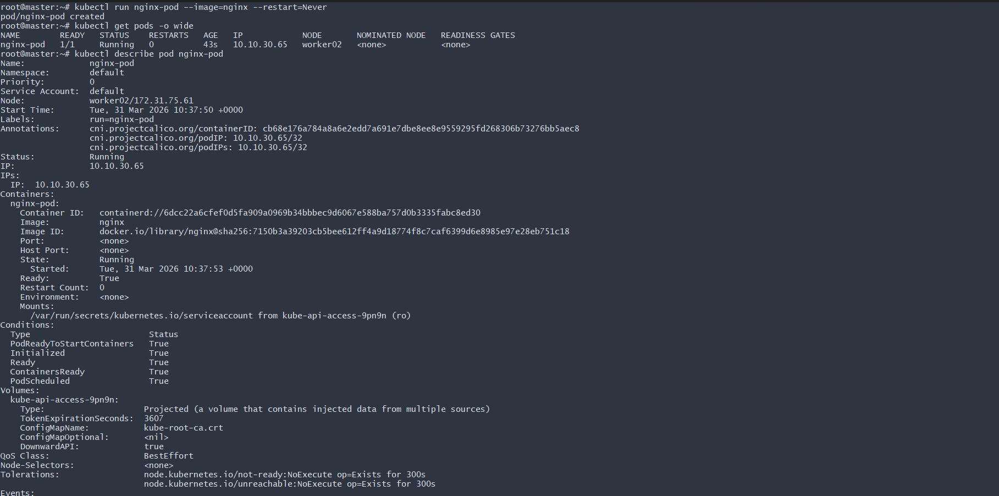 root@master:~# kubectl run nginx-pod --image=nginx --restart=Never
pod/nginx-pod created
root@master:~# kubectl get pods -o wide
NAME        READY   STATUS    RESTARTS   AGE   IP            NODE       NOMINATED NODE   READINESS GATES
nginx-pod   1/1     Running   0          43s   10.10.30.65   worker02   <none>           <none>
root@master:~# kubectl describe pod nginx-pod
Name:             nginx-pod
Namespace:        default
Priority:         0
Service Account:  default
Node:             worker02/172.31.75.61
Start Time:       Tue, 31 Mar 2026 10:37:50 +0000
Labels:           run=nginx-pod
Annotations:      cni.projectcalico.org/containerID: cb68e176a784a8a6e2edd7a691e7dbe8ee8e9559295fd268306b73276bb5aec8
                  cni.projectcalico.org/podIP: 10.10.30.65/32
                  cni.projectcalico.org/podIPs: 10.10.30.65/32
Status:           Running
IP:               10.10.30.65
IPs:
  IP:  10.10.30.65
Containers:
  nginx-pod:
    Container ID:   containerd://6dcc22a6cfef0d5fa909a0969b34bbbec9d6067e588ba757d0b3335fabc8ed30
    Image:          nginx
    Image ID:       docker.io/library/nginx@sha256:7150b3a39203cb5bee612ff4a9d18774f8c7caf6399d6e8985e97e28eb751c18
    Port:           <none>
    Host Port:      <none>
    State:          Running
      Started:      Tue, 31 Mar 2026 10:37:53 +0000
    Ready:          True
    Restart Count:  0
    Environment:    <none>
    Mounts:
      /var/run/secrets/kubernetes.io/serviceaccount from kube-api-access-9pn9n (ro)
Conditions:
  Type                        Status
  PodReadyToStartContainers   True
  Initialized                 True
  Ready                       True
  ContainersReady             True
  PodScheduled                True
Volumes:
  kube-api-access-9pn9n:
    Type:                    Projected (a volume that contains injected data from multiple sources)
    TokenExpirationSeconds:  3607
    ConfigMapName:           kube-root-ca.crt
    ConfigMapOptional:       <nil>
    DownwardAPI:             true
QoS Class:                   BestEffort
Node-Selectors:              <none>
Tolerations:                 node.kubernetes.io/not-ready:NoExecute op=Exists for 300s
                             node.kubernetes.io/unreachable:NoExecute op=Exists for 300s
Events: